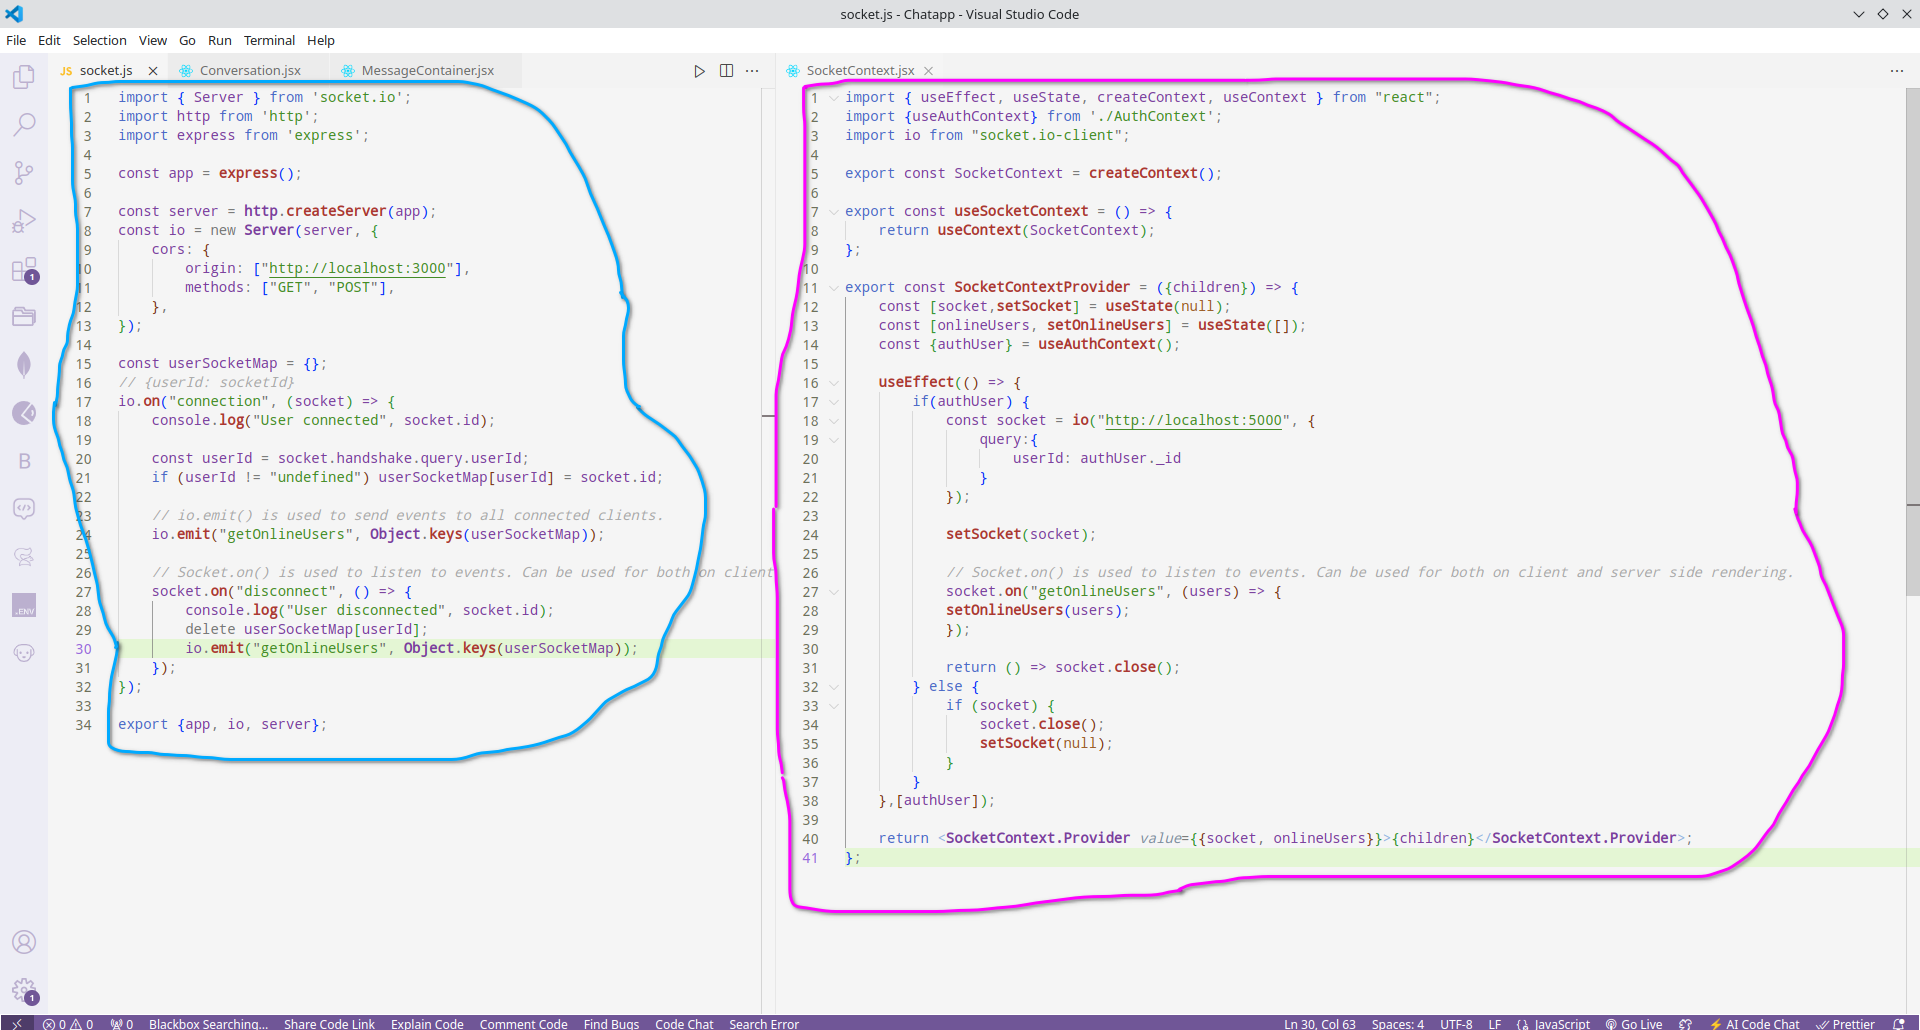 socket.js - Chatapp - Visual Studio Code
File Edit Selection View Go Run Terminal Help
JS socket.js Conversation.jsx MessageContainer.jsx
1 import { Server } from 'socket.io';
2 import http from 'http';
3 import express from 'express';
4
5 const app = express();
6
7 const server = http.createServer(app);
8 const io = new Server(server, {
9 cors: {
10 origin: ["http://localhost:3000"],
11 methods: ["GET", "POST"],
12 },
13 });
14
15 const userSocketMap = {};
16 // {userId: socketId}
17 io.on("connection", (socket) => {
18 console.log("User connected", socket.id);
19
20 const userId = socket.handshake.query.userId;
21 if (userId != "undefined") userSocketMap[userId] = socket.id;
22
23 // io.emit() is used to send events to all connected clients.
24 io.emit("getOnlineUsers", Object.keys(userSocketMap));
25
26 // Socket.on() is used to listen to events. Can be used for both on client
27 socket.on("disconnect", () => {
28 console.log("User disconnected", socket.id);
29 delete userSocketMap[userId];
30 io.emit("getOnlineUsers", Object.keys(userSocketMap));
31 });
32 });
33
34 export {app, io, server};
SocketContext.jsx
1 import { useEffect, useState, createContext, useContext } from "react";
2 import {useAuthContext} from './AuthContext';
3 import io from "socket.io-client";
4
5 export const SocketContext = createContext();
6
7 export const useSocketContext = () => {
8 return useContext(SocketContext);
9 };
10
11 export const SocketContextProvider = ({children}) => {
12 const [socket,setSocket] = useState(null);
13 const [onlineUsers, setOnlineUsers] = useState([]);
14 const {authUser} = useAuthContext();
15
16 useEffect(() => {
17 if(authUser) {
18 const socket = io("http://localhost:5000", {
19 query:{
20 userId: authUser._id
21 }
22 });
23
24 setSocket(socket);
25
26 // Socket.on() is used to listen to events. Can be used for both on client and server side rendering.
27 socket.on("getOnlineUsers", (users) => {
28 setOnlineUsers(users);
29 });
30
31 return () => socket.close();
32 } else {
33 if (socket) {
34 socket.close();
35 setSocket(null);
36 }
37 }
38 },[authUser]);
39
40 return <SocketContext.Provider value={{socket, onlineUsers}}>{children}</SocketContext.Provider>;
41 };
1
B
.ENV
1
0 0 0 Blackbox Searching... Share Code Link Explain Code Comment Code Find Bugs Code Chat Search Error Ln 30, Col 63 Spaces: 4 UTF-8 LF JavaScript Go Live AI Code Chat Prettier